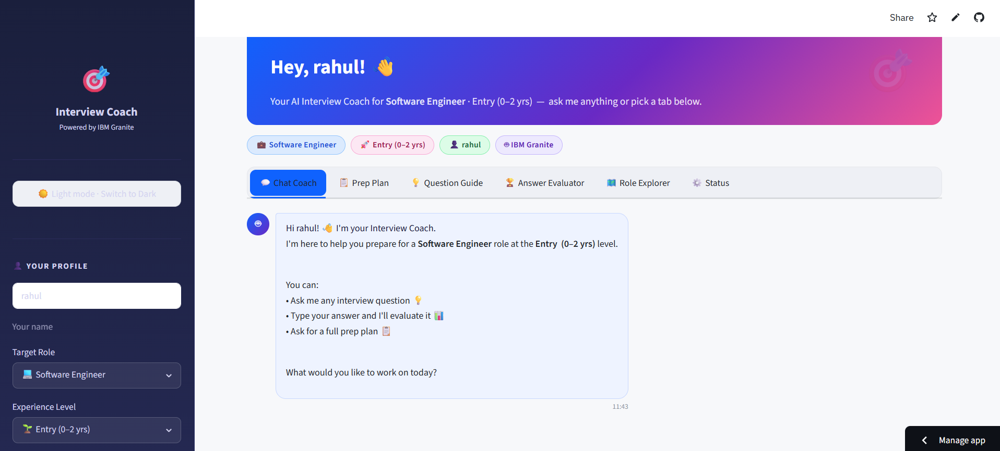 Share
Interview Coach
Powered by IBM Granite
☀️ Light mode · Switch to Dark
👤 YOUR PROFILE
rahul
Your name
Target Role
💻 Software Engineer
Experience Level
🌱 Entry (0–2 yrs)
Hey, rahul! 👋
Your AI Interview Coach for Software Engineer · Entry (0–2 yrs) — ask me anything or pick a tab below.
💼 Software Engineer 🚀 Entry (0–2 yrs) 👤 rahul IBM Granite
💬 Chat Coach 📋 Prep Plan 💡 Question Guide 🏆 Answer Evaluator 🗺️ Role Explorer ⚙️ Status
Hi rahul! 👋 I'm your Interview Coach.
I'm here to help you prepare for a Software Engineer role at the Entry (0–2 yrs) level.
You can:
• Ask me any interview question 💡
• Type your answer and I'll evaluate it 📊
• Ask for a full prep plan 📋
What would you like to work on today?
11:43
Manage app